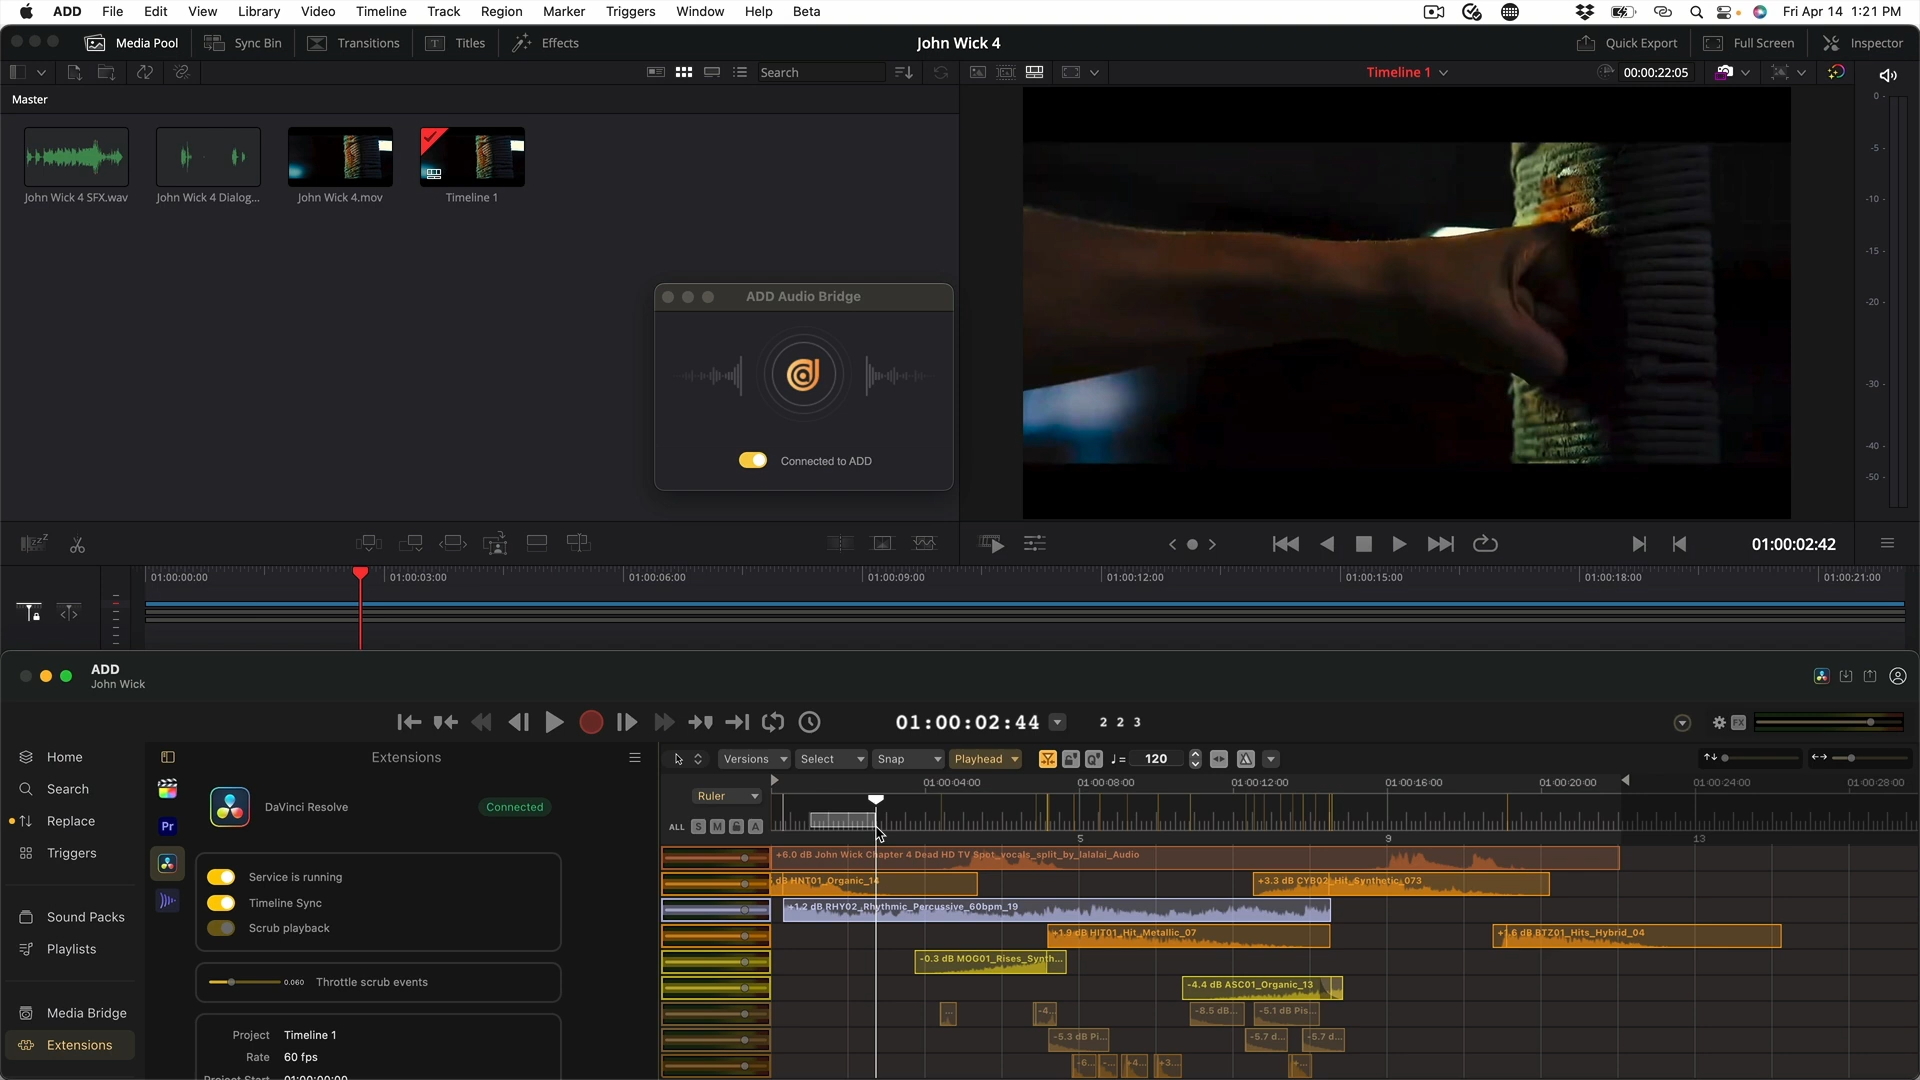 ADD File Edit View Library Video Timeline Track Region Marker Triggers Window Help Beta Fri Apr 14 1:21 PM
Media Pool Sync Bin Transitions Titles Effects John Wick 4 Quick Export Full Screen Inspector
Search Timeline 1 00:00:22:05
Master
0
-5
-10
-15
-20
-30
-40
-50
John Wick 4 SFX.wav John Wick 4 Dialog... John Wick 4.mov Timeline 1
ADD Audio Bridge
Connected to ADD
01:00:02:42
01:00:00:00 01:00:03:00 01:00:06:00 01:00:09:00 01:00:12:00 01:00:15:00 01:00:18:00 01:00:21:00
ADD
John Wick
01:00:02:44 2 2 3 FX
Home
Search
Replace
Triggers
Sound Packs
Playlists
Media Bridge
Extensions
Extensions
Pr
DaVinci Resolve Connected
Service is running
Timeline Sync
Scrub playback
0.060 Throttle scrub events
Project Timeline 1
Rate 60 fps
Project Start 01:00:00:00
Versions Select Snap Playhead 120
Ruler 01:00:04:00 01:00:08:00 01:00:12:00 01:00:16:00 01:00:20:00 01:00:24:00 01:00:28:00
ALL S M A
5 9 13
+6.0 dB John Wick Chapter 4 Dead HD TV Spot_vocals_split_by_lalalai_Audio
dB HNT01_Organic_14 +3.3 dB CYB02_Hit_Synthetic_073
+1.2 dB RHY02_Rhythmic_Percussive_60bpm_19
+1.9 dB HIT01_Hit_Metallic_07 +1.6 dB BTZ01_Hits_Hybrid_04
-0.3 dB MOG01_Rises_Synth...
-4.4 dB ASC01_Organic_13
... -4... -8.5 dB... -5.1 dB Pis...
-5.3 dB Pi... -5.7 d... -5.7 d...
-6... -... +4... +3...